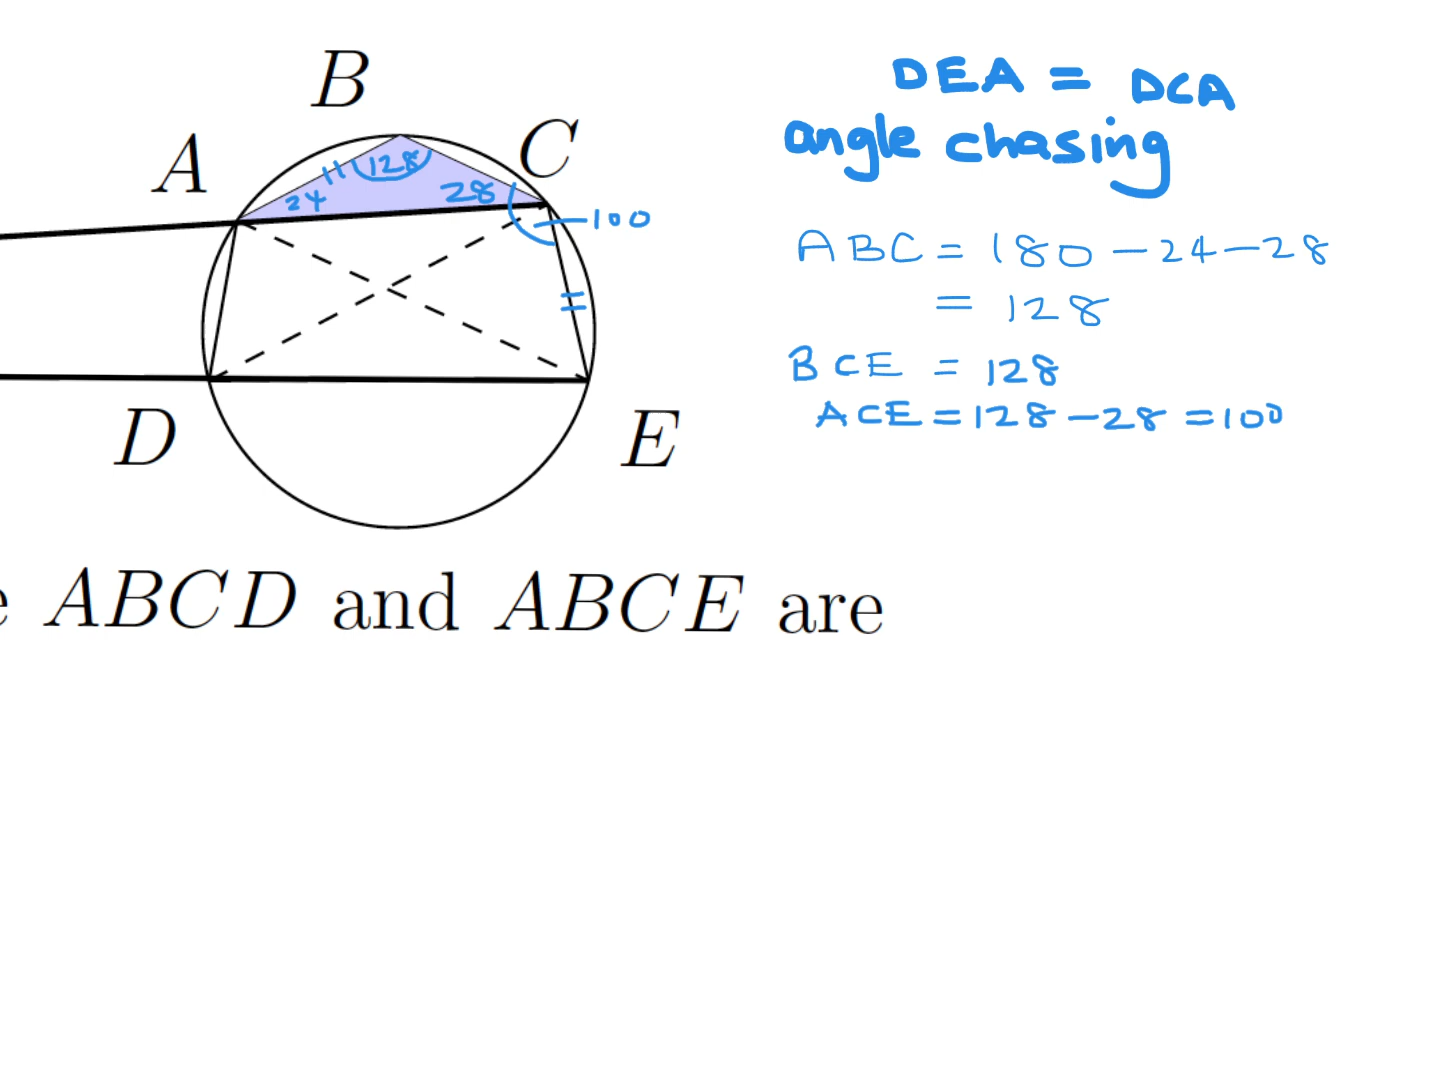 B
C
A
24
128
28
100
D
E
DEA = DCA
angle chasing
ABC = 180 - 24 - 28
= 128
BCE = 128
ACE = 128 - 28 = 100
e ABCD and ABCE are